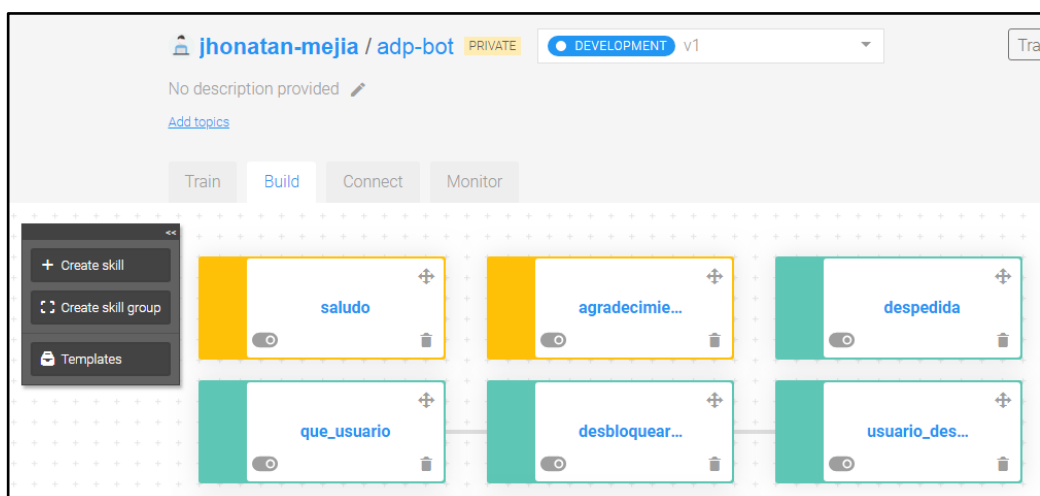 jhonatan-mejia / adp-bot PRIVATE DEVELOPMENT v1 Tra
No description provided
Add topics
Train Build Connect Monitor
<<
+ Create skill
Create skill group
Templates
saludo agradecimie... despedida
que_usuario desbloquear... usuario_des...